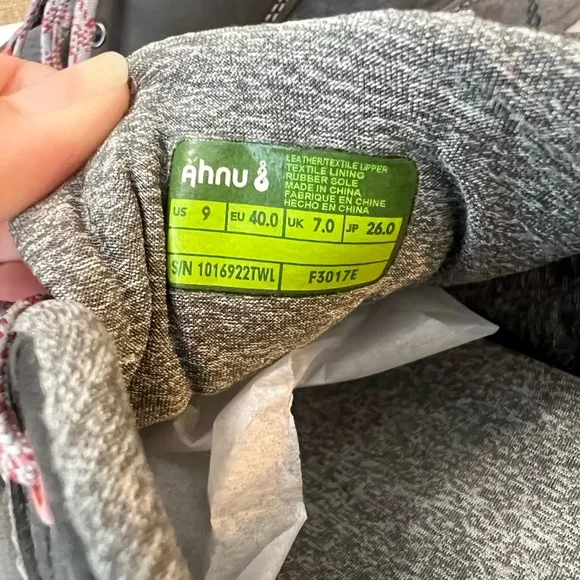 Ahnu
LEATHER/TEXTILE UPPER
TEXTILE LINING
RUBBER SOLE
MADE IN CHINA
FABRIQUE EN CHINE
HECHO EN CHINA
US 9 EU 40.0 UK 7.0 JP 26.0
S/N 1016922TWL F3017E